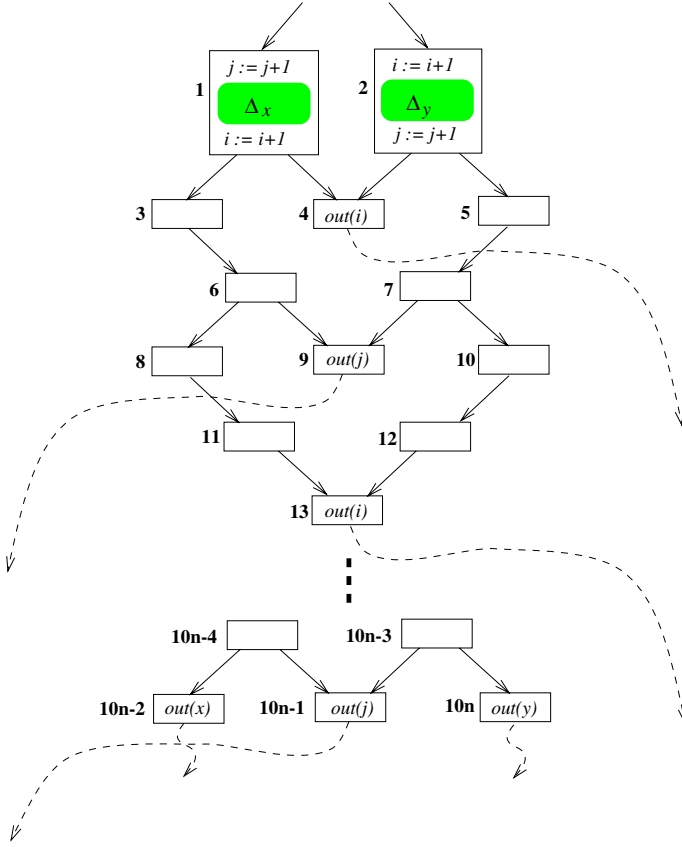 j := j+1
1
Δx
i := i+1
i := i+1
2
Δy
j := j+1
3
4 out(i)
5
6
7
8
9 out(j)
10
11
12
13 out(i)
10n-4
10n-3
10n-2 out(x)
10n-1 out(j)
10n out(y)